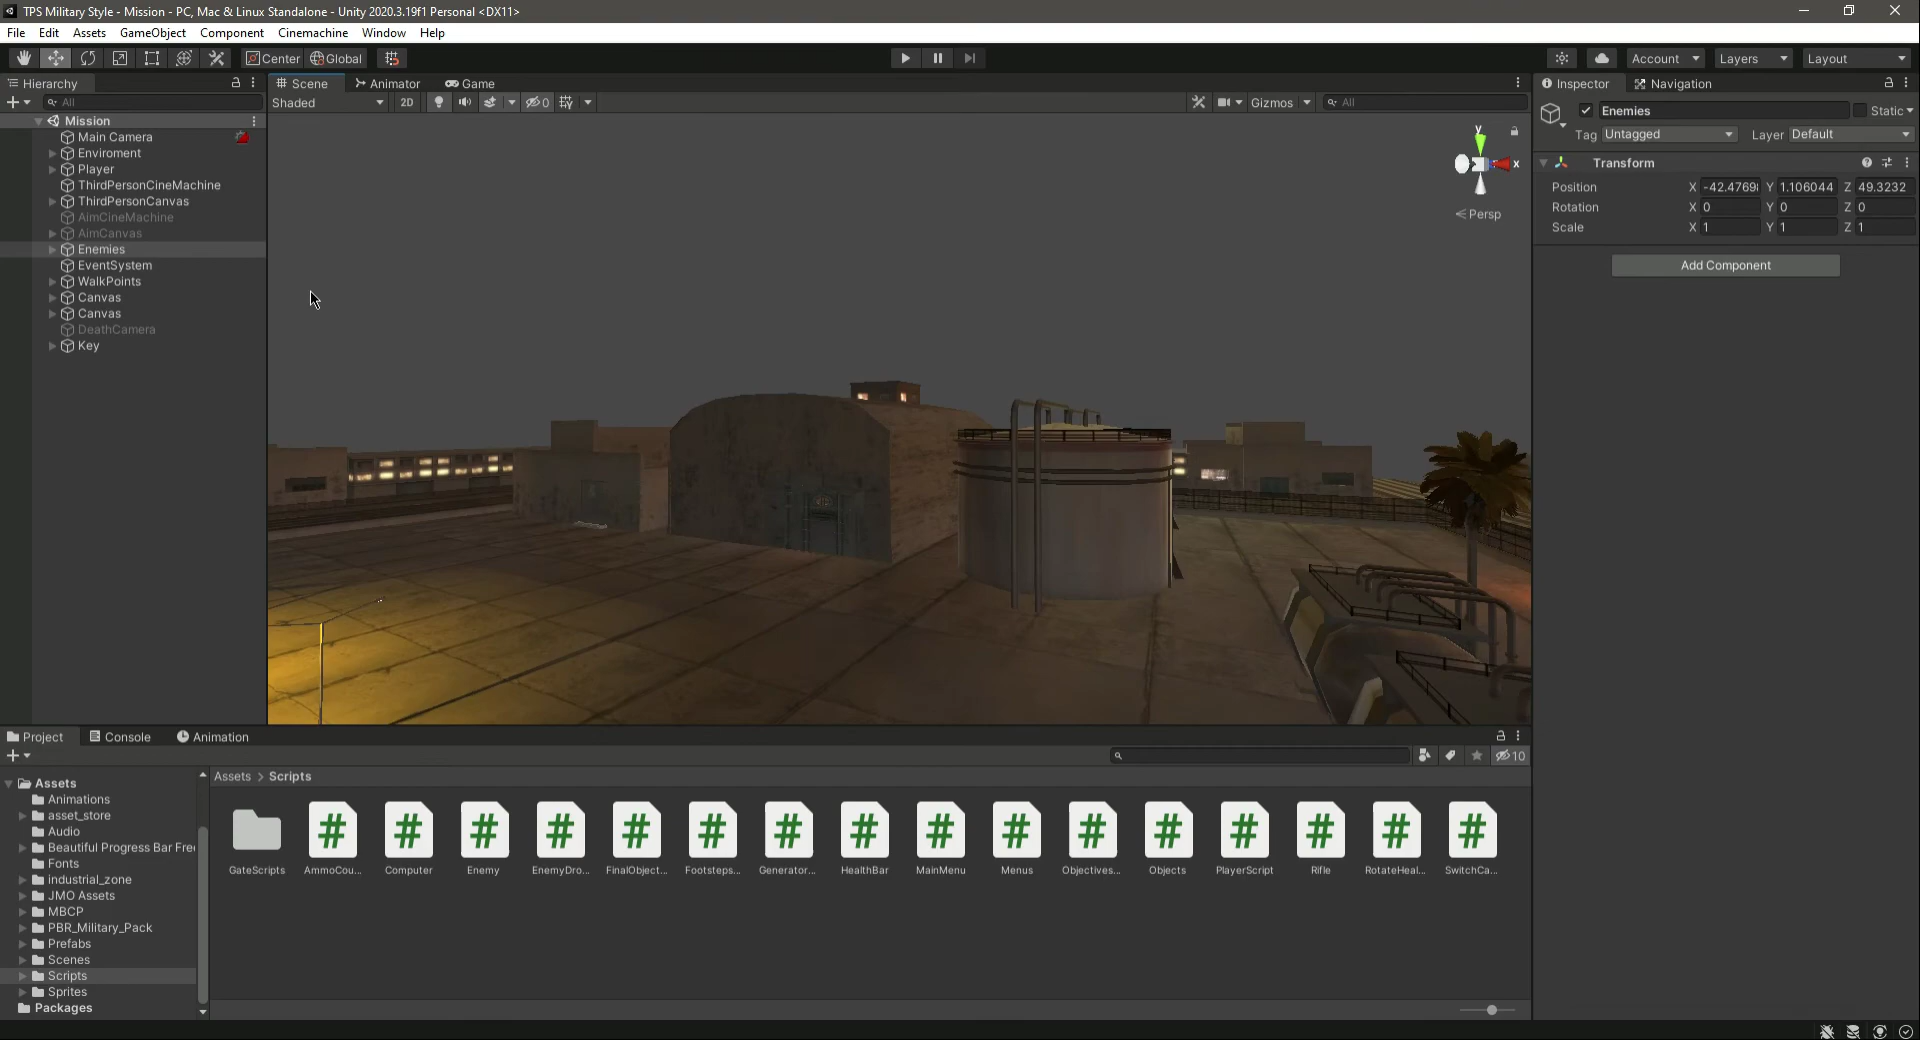 TPS Military Style - Mission - PC, Mac & Linux Standalone - Unity 2020.3.19f1 Personal <DX11>
File Edit Assets GameObject Component Cinemachine Window Help
Center Global Account Layers Layout
Hierarchy
All
Mission
Main Camera
Enviroment
Player
ThirdPersonCineMachine
ThirdPersonCanvas
AimCineMachine
AimCanvas
Enemies
EventSystem
WalkPoints
Canvas
Canvas
DeathCamera
Key
Scene Animator Game
Shaded 2D 0 Gizmos All
y
x
Persp
Inspector Navigation
Enemies Static
Tag Untagged Layer Default
Transform
Position X -42.4769 Y 1.106044 Z 49.3232
Rotation X 0 Y 0 Z 0
Scale X 1 Y 1 Z 1
Add Component
Project Console Animation
10
Assets
Animations
asset_store
Audio
Beautiful Progress Bar Fre
Fonts
industrial_zone
JMO Assets
MBCP
PBR_Military_Pack
Prefabs
Scenes
Scripts
Sprites
Packages
Assets > Scripts
GateScripts AmmoCou... Computer Enemy EnemyDro... FinalObject... Footsteps... Generator... HealthBar MainMenu Menus Objectives... Objects PlayerScript Rifle RotateHeal... SwitchCa...